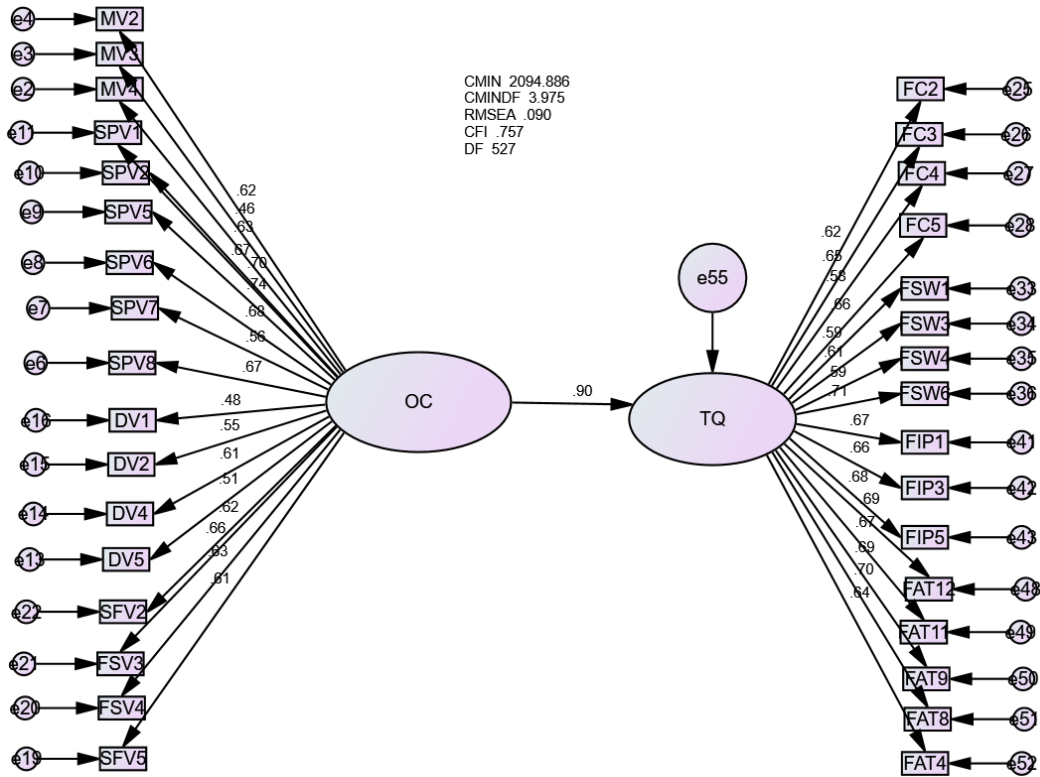 e4 MV2
e3 MV3
e2 MV4
e11 SPV1
e10 SPV2
e9 SPV5
e8 SPV6
e7 SPV7
e6 SPV8
e16 DV1
e15 DV2
e14 DV4
e13 DV5
e22 SFV2
e21 FSV3
e20 FSV4
e19 SFV5
.62
.46
.63
.67
.70
.74
.68
.56
.67
.48
.55
.61
.51
.62
.66
.63
.61
CMIN 2094.886
CMINDF 3.975
RMSEA .090
CFI .757
DF 527
OC
.90
e55
TQ
.62
.65
.58
.66
.59
.61
.59
.71
.67
.66
.68
.69
.67
.69
.70
.64
FC2 e25
FC3 e26
FC4 e27
FC5 e28
FSW1 e33
FSW3 e34
FSW4 e35
FSW6 e36
FIP1 e41
FIP3 e42
FIP5 e43
FAT12 e48
FAT11 e49
FAT9 e50
FAT8 e51
FAT4 e52